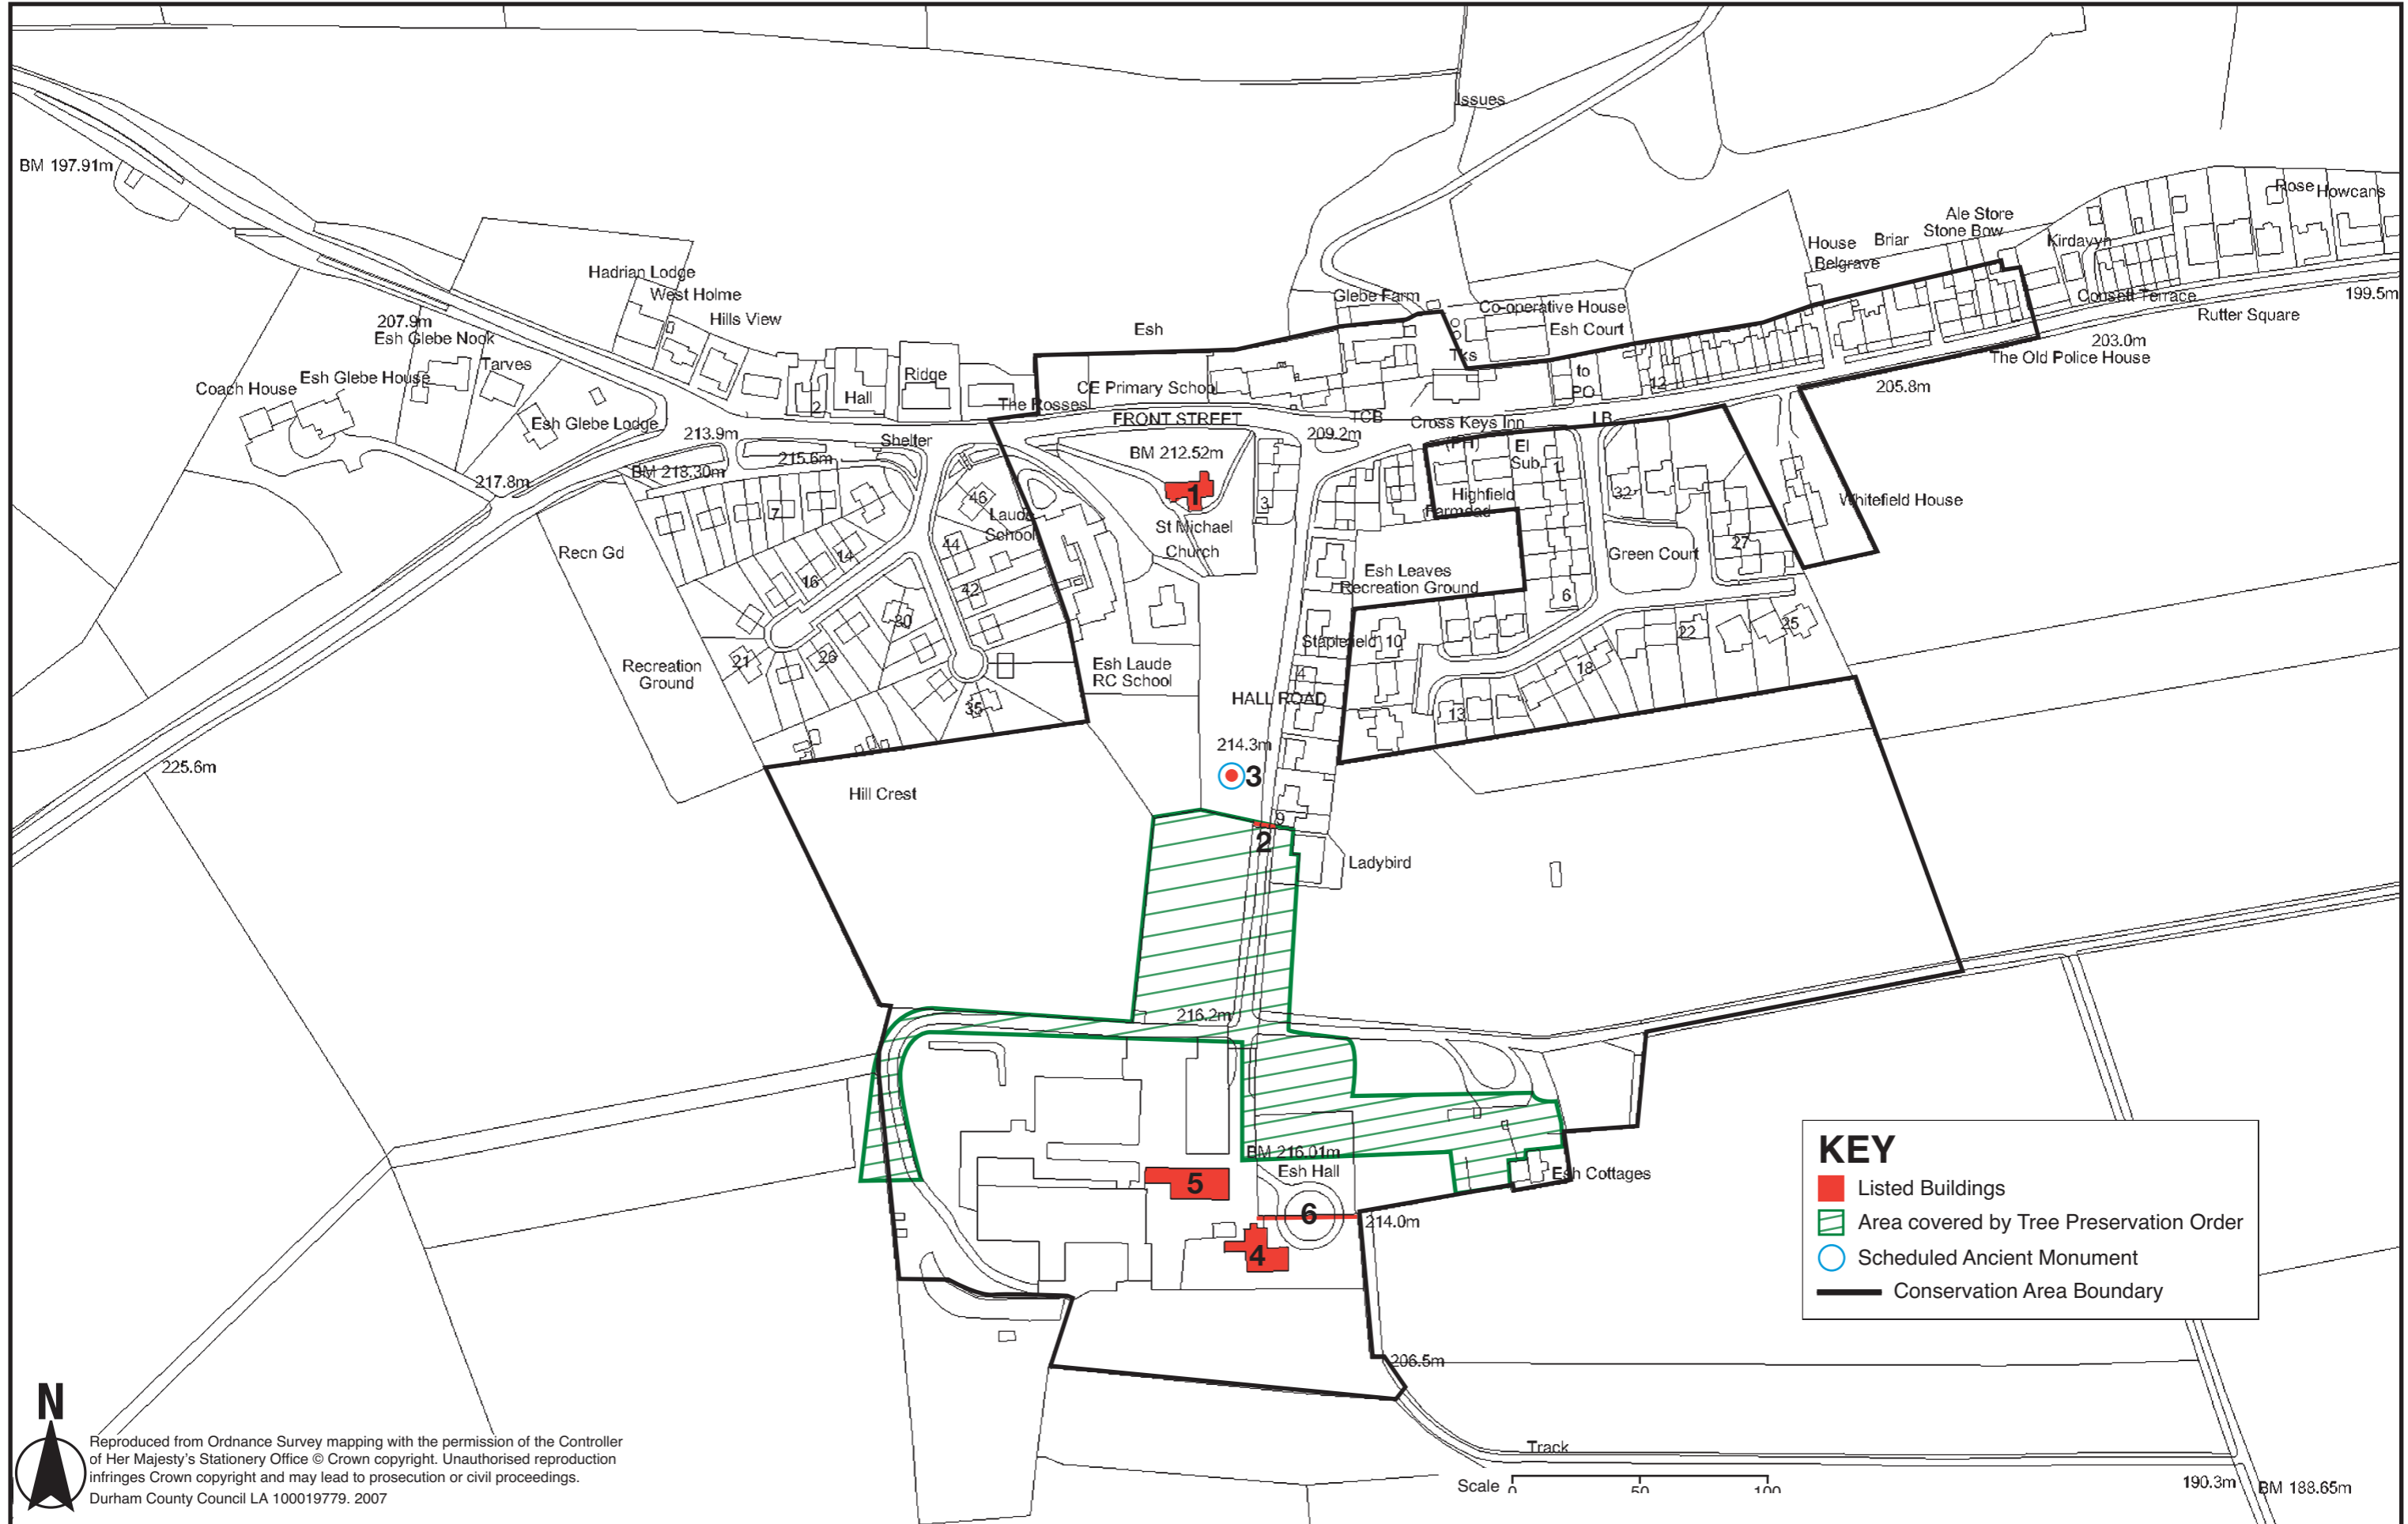 Issues
BM 197.91m
Rose
Howcans
Ale Store
Stone Bow
House
Briar
Belgrave
Kirdavyn
Hadrian Lodge
West Holme
Hills View
Glebe Farm
Co-operative House
Esh Court
Consett Terrace
199.5m
Rutter Square
207.9m
Esh Glebe Nook
Esh
Tks
203.0m
The Old Police House
Coach House
Esh Glebe House
Tarves
Ridge
Hall
2
CE Primary School
The Rosses
to
PO
12
205.8m
Esh Glebe Lodge
213.9m
Shelter
FRONT STREET
TCB
209.2m
Cross Keys Inn
(PH)
LB
El
Sub
1
BM 212.52m
BM 218.30m
215.6m
217.8m
7
46
1
3
Highfield
Farmead
32
Whitefield House
Laude
School
St Michael
Church
Recn Gd
14
44
16
42
Esh Leaves
Recreation Ground
Green Court
27
6
30
Staplefield
10
22
25
Recreation
Ground
21
26
Esh Laude
RC School
4
18
35
HALL ROAD
13
214.3m
3
225.6m
Hill Crest
9
2
Ladybird
216.2m
BM 216.01m
Esh Hall
Esh Cottages
5
6
214.0m
4
206.5m
KEY
Listed Buildings
Area covered by Tree Preservation Order
Scheduled Ancient Monument
Conservation Area Boundary
N
Reproduced from Ordnance Survey mapping with the permission of the Controller
of Her Majesty's Stationery Office © Crown copyright. Unauthorised reproduction
infringes Crown copyright and may lead to prosecution or civil proceedings.
Durham County Council LA 100019779. 2007
Track
Scale 0 50 100
190.3m
BM 188.65m